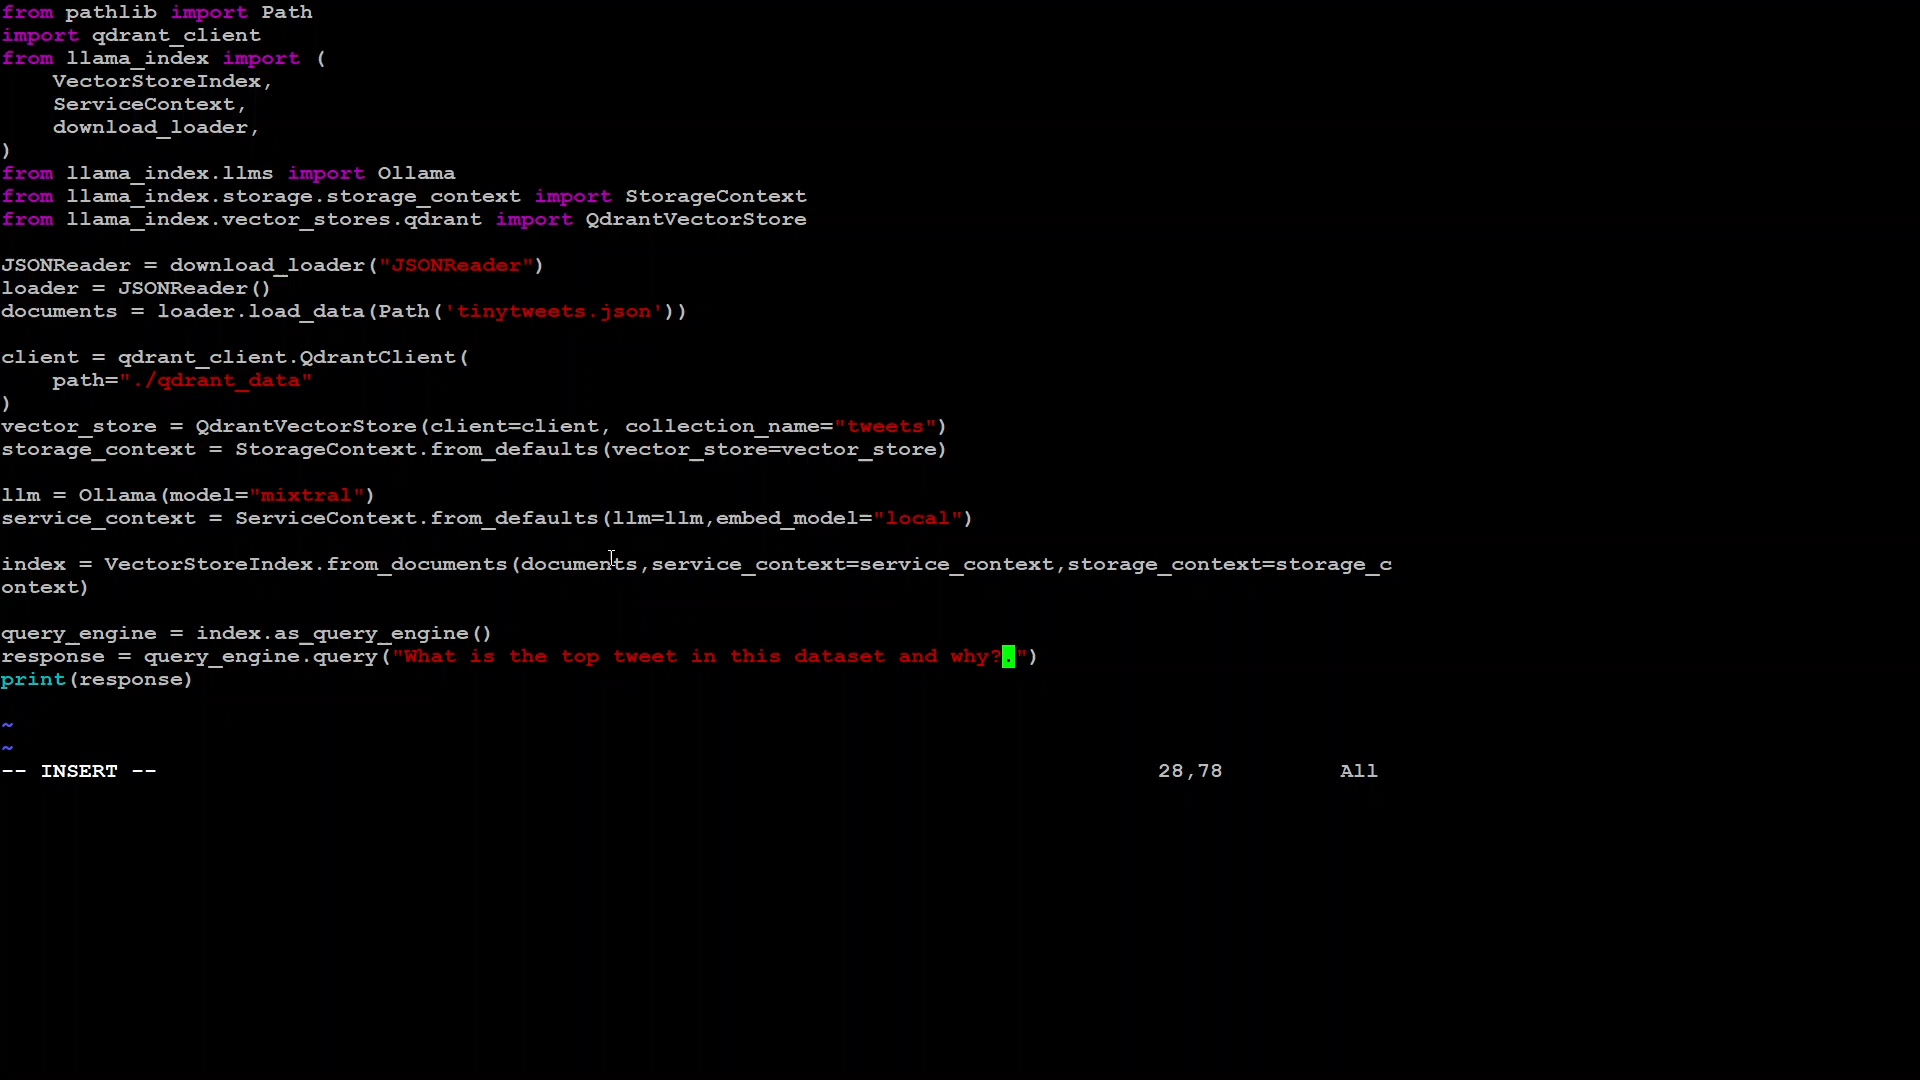 from pathlib import Path
import qdrant_client
from llama_index import (
    VectorStoreIndex,
    ServiceContext,
    download_loader,
)
from llama_index.llms import Ollama
from llama_index.storage.storage_context import StorageContext
from llama_index.vector_stores.qdrant import QdrantVectorStore

JSONReader = download_loader("JSONReader")
loader = JSONReader()
documents = loader.load_data(Path('tinytweets.json'))

client = qdrant_client.QdrantClient(
    path="./qdrant_data"
)
vector_store = QdrantVectorStore(client=client, collection_name="tweets")
storage_context = StorageContext.from_defaults(vector_store=vector_store)

llm = Ollama(model="mixtral")
service_context = ServiceContext.from_defaults(llm=llm,embed_model="local")

index = VectorStoreIndex.from_documents(documents,service_context=service_context,storage_context=storage_c
ontext)

query_engine = index.as_query_engine()
response = query_engine.query("What is the top tweet in this dataset and why?.")
print(response)

~
~
-- INSERT -- 28,78 All